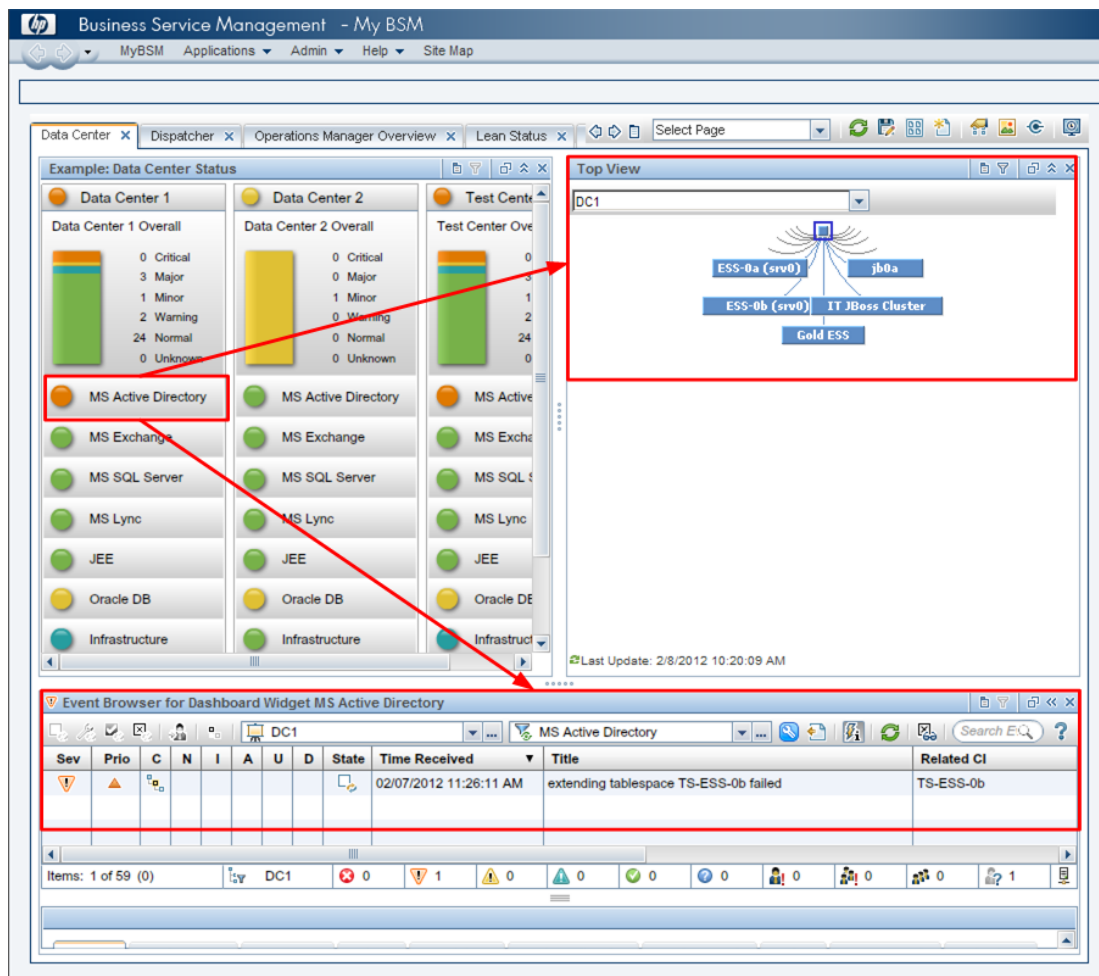 hp Business Service Management - My BSM
MyBSM Applications Admin Help Site Map
Data Center Dispatcher Operations Manager Overview Lean Status Select Page
Example: Data Center Status
Data Center 1
Data Center 1 Overall
0 Critical
3 Major
1 Minor
2 Warning
24 Normal
0 Unknown
MS Active Directory
MS Exchange
MS SQL Server
MS Lync
JEE
Oracle DB
Infrastructure
Data Center 2
Data Center 2 Overall
0 Critical
0 Major
1 Minor
0 Warning
0 Normal
0 Unknown
MS Active Directory
MS Exchange
MS SQL Server
MS Lync
JEE
Oracle DB
Infrastructure
Test Cente
Test Center Ove
0
3
1
2
24
0
MS Active
MS Excha
MS SQL S
MS Lync
JEE
Oracle DE
Infrastruct
Top View
DC1
ESS-0a (srv0) jb0a
ESS-0b (srv0) IT JBoss Cluster
Gold ESS
Last Update: 2/8/2012 10:20:09 AM
Event Browser for Dashboard Widget MS Active Directory
DC1 ... MS Active Directory ... Search E
Sev Prio C N I A U D State Time Received Title Related CI
02/07/2012 11:26:11 AM extending tablespace TS-ESS-0b failed TS-ESS-0b
Items: 1 of 59 (0) DC1 0 1 0 0 0 0 0 0 0 1